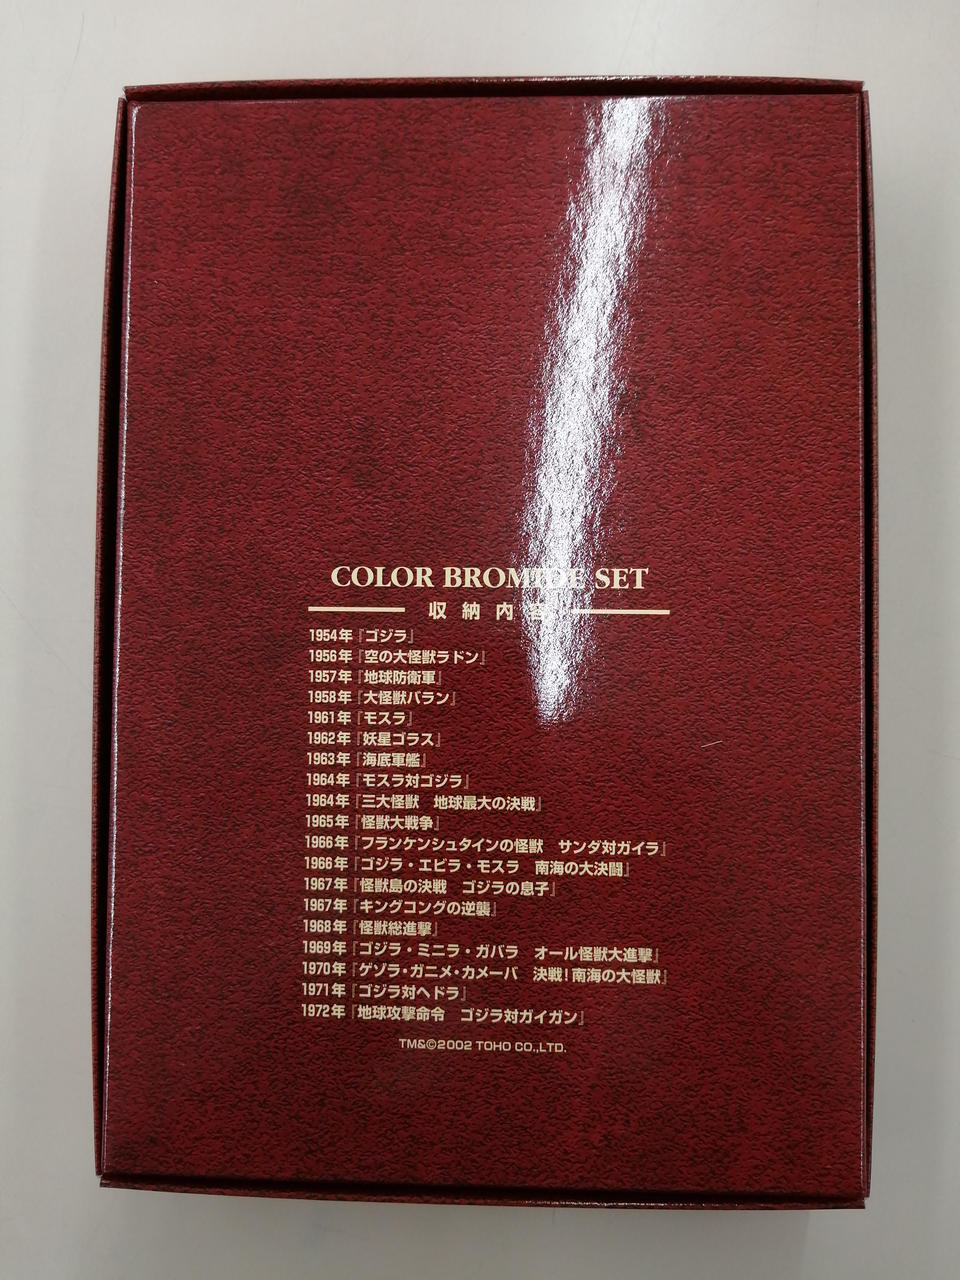 COLOR BROMIDE SET
収納内容
1954年『ゴジラ』
1956年『空の大怪獣ラドン』
1957年『地球防衛軍』
1958年『大怪獣バラン』
1961年『モスラ』
1962年『妖星ゴラス』
1963年『海底軍艦』
1964年『モスラ対ゴジラ』
1964年『三大怪獣　地球最大の決戦』
1965年『怪獣大戦争』
1966年『フランケンシュタインの怪獣　サンダ対ガイラ』
1966年『ゴジラ・エビラ・モスラ　南海の大決闘』
1967年『怪獣島の決戦　ゴジラの息子』
1967年『キングコングの逆襲』
1968年『怪獣総進撃』
1969年『ゴジラ・ミニラ・ガバラ　オール怪獣大進撃』
1970年『ゲゾラ・ガニメ・カメーバ　決戦！南海の大怪獣』
1971年『ゴジラ対ヘドラ』
1972年『地球攻撃命令　ゴジラ対ガイガン』
TM&©2002 TOHO CO.,LTD.